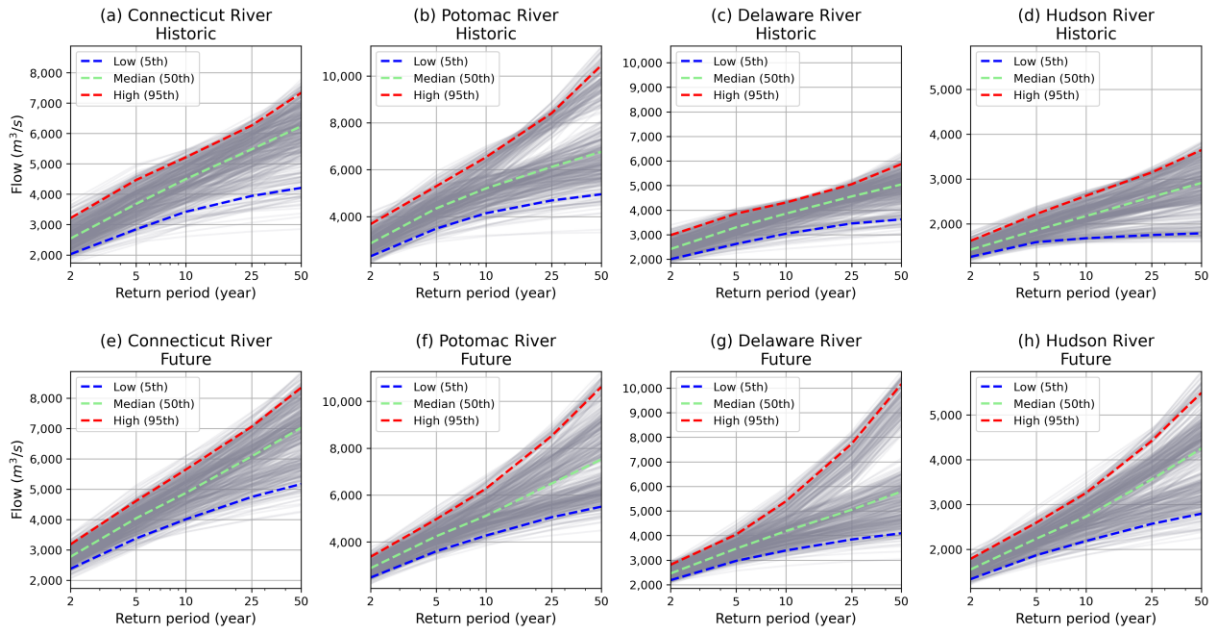 (a) Connecticut River
Historic
Flow (m³/s)
8,000
7,000
6,000
5,000
4,000
3,000
2,000
Low (5th)
Median (50th)
High (95th)
2 5 10 25 50
Return period (year)
(b) Potomac River
Historic
10,000
8,000
6,000
4,000
Low (5th)
Median (50th)
High (95th)
2 5 10 25 50
Return period (year)
(c) Delaware River
Historic
10,000
9,000
8,000
7,000
6,000
5,000
4,000
3,000
2,000
Low (5th)
Median (50th)
High (95th)
2 5 10 25 50
Return period (year)
(d) Hudson River
Historic
5,000
4,000
3,000
2,000
Low (5th)
Median (50th)
High (95th)
2 5 10 25 50
Return period (year)
(e) Connecticut River
Future
Flow (m³/s)
8,000
7,000
6,000
5,000
4,000
3,000
2,000
Low (5th)
Median (50th)
High (95th)
2 5 10 25 50
Return period (year)
(f) Potomac River
Future
10,000
8,000
6,000
4,000
Low (5th)
Median (50th)
High (95th)
2 5 10 25 50
Return period (year)
(g) Delaware River
Future
10,000
9,000
8,000
7,000
6,000
5,000
4,000
3,000
2,000
Low (5th)
Median (50th)
High (95th)
2 5 10 25 50
Return period (year)
(h) Hudson River
Future
5,000
4,000
3,000
2,000
Low (5th)
Median (50th)
High (95th)
2 5 10 25 50
Return period (year)